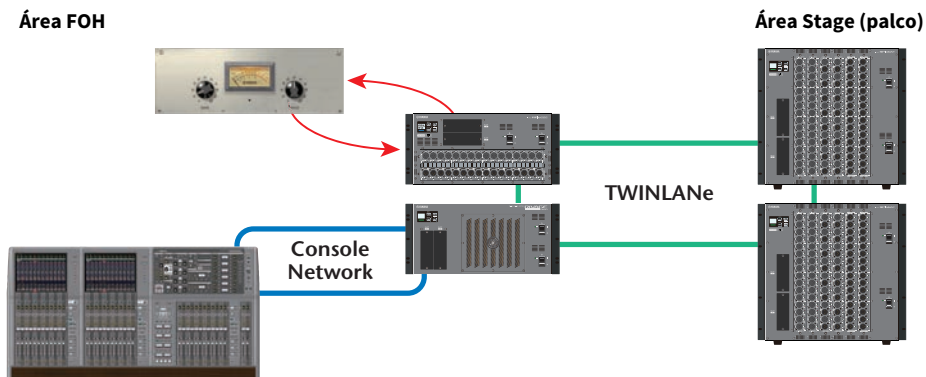 Área FOH
Área Stage (palco)
TWINLANe
Console
Network